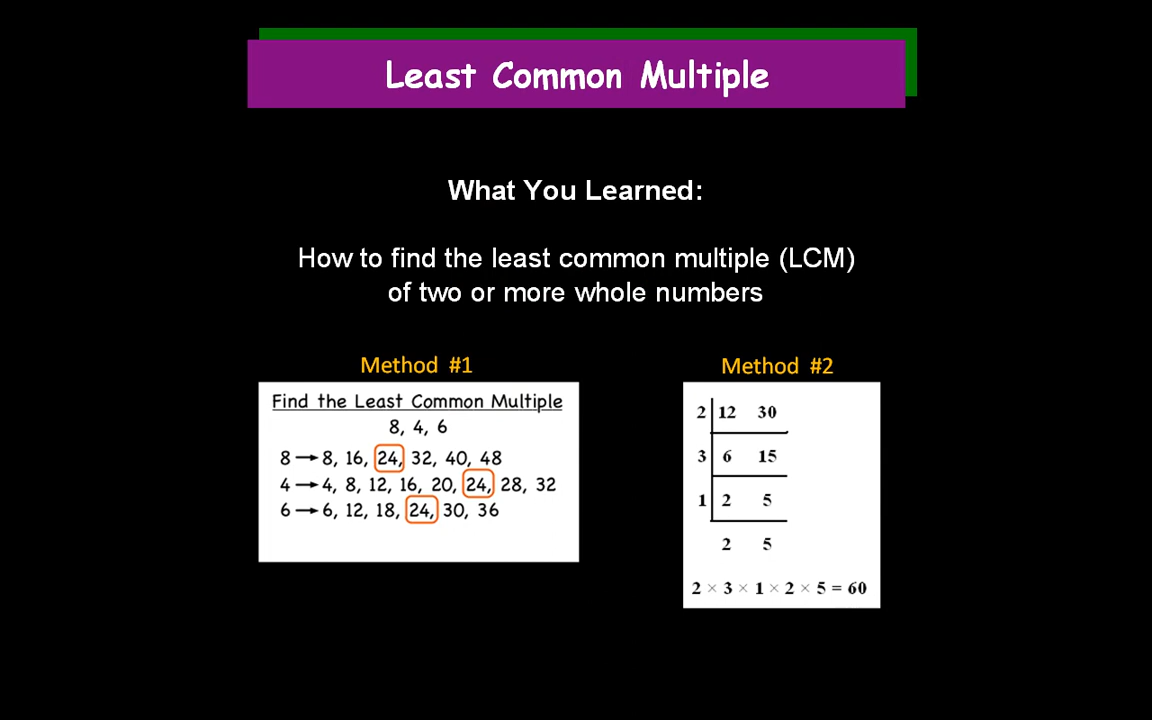 Least Common Multiple
What You Learned:
How to find the least common multiple (LCM)
of two or more whole numbers
Method #1
Find the Least Common Multiple
8, 4, 6
8→8, 16, 24, 32, 40, 48
4→4, 8, 12, 16, 20, 24, 28, 32
6→6, 12, 18, 24, 30, 36
Method #2
2 12 30
3 6 15
1 2 5
2 5
2 × 3 × 1 × 2 × 5 = 60